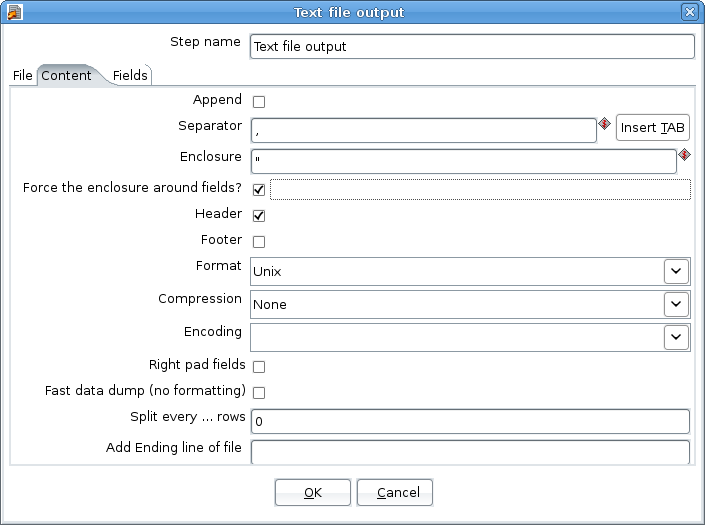 Text file output
Step name Text file output
File Content Fields
Append
Separator , Insert TAB
Enclosure "
Force the enclosure around fields?
Header
Footer
Format Unix
Compression None
Encoding
Right pad fields
Fast data dump (no formatting)
Split every ... rows 0
Add Ending line of file
OK Cancel